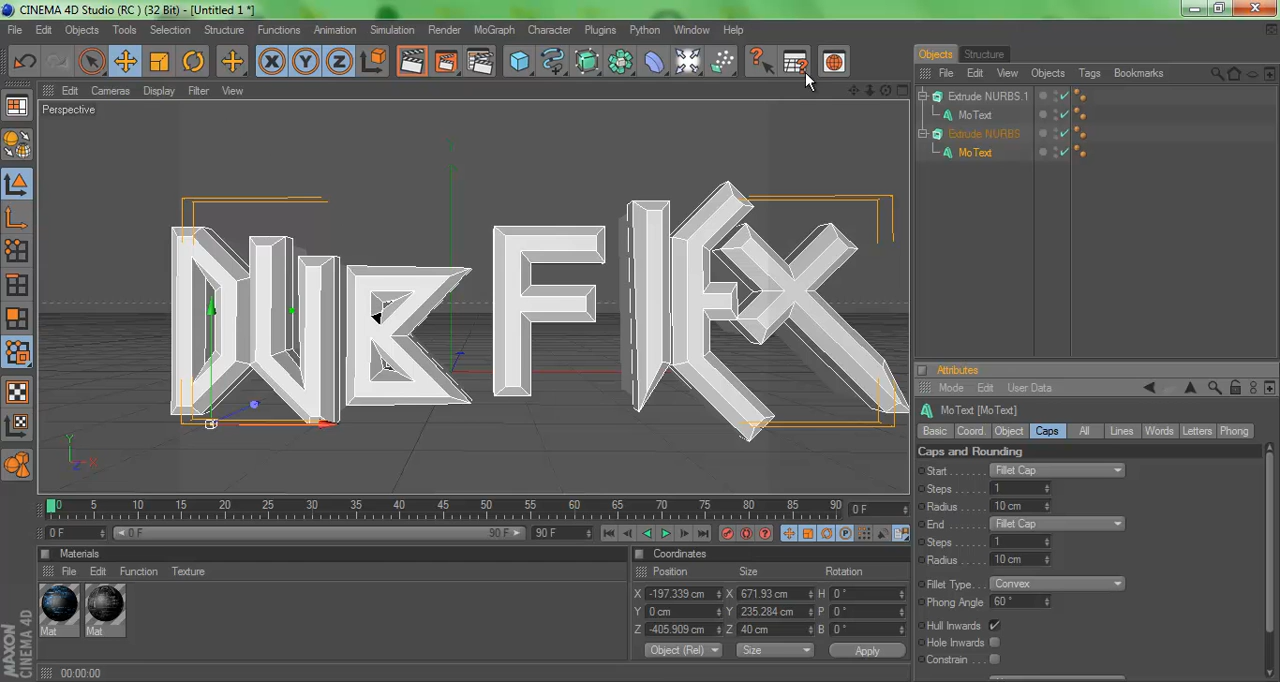 CINEMA 4D Studio (RC ) (32 Bit) - [Untitled 1 *]
File Edit Objects Tools Selection Structure Functions Animation Render MoGraph Character Plugins Simulation Window Help
Edit Cameras Display Filter View
Perspective
DUB FIEX
Y
X
Z
0 5 10 15 20 25 30 35 40 45 50 55 60 65 70 75 80 85 90 0 F
0 F 0 F 90 F 90 F
Materials
File Edit Function Texture
Mat Mat
MAXON
CINEMA 4D
00:00:00
Coordinates
Position Size Rotation
X -197.339 cm X 671.93 cm H 0 °
Y 0 cm Y 235.284 cm P 0 °
Z -405.909 cm Z 40 cm B 0 °
Object (Rel) Size Apply
Objects Structure
File Edit View Objects Tags Bookmarks
Extrude NURBS.1
MoText
Extrude NURBS
MoText
Attributes
Mode Edit User Data
MoText [MoText]
Basic Coord. Object Caps All Lines Words Letters Phong
Caps and Rounding
Start Fillet Cap
Steps 1
Radius 10 cm
End Fillet Cap
Steps 1
Radius 10 cm
Fillet Type Convex
Phong Angle 60 °
Hull Inwards
Hole Inwards
Constrain